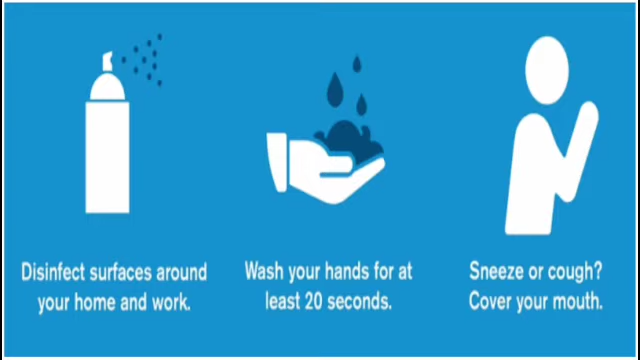 Disinfect surfaces around
your home and work.
Wash your hands for at
least 20 seconds.
Sneeze or cough?
Cover your mouth.